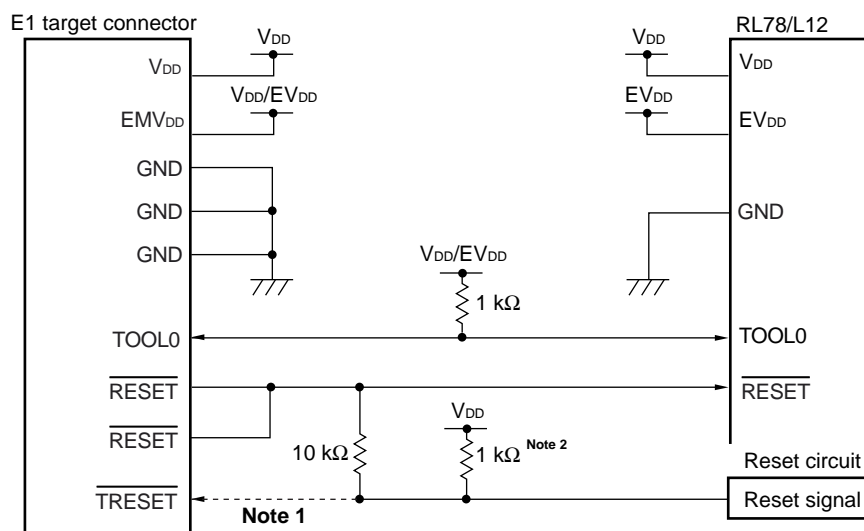 E1 target connector
RL78/L12
VDD
VDD
VDD
VDD
VDD/EVDD
EVDD
EMVDD
EVDD
GND
GND
GND
GND
VDD/EVDD
1 kΩ
TOOL0
TOOL0
RESET
RESET
VDD
RESET
10 kΩ
1 kΩ Note 2
Reset circuit
TRESET
Note 1
Reset signal